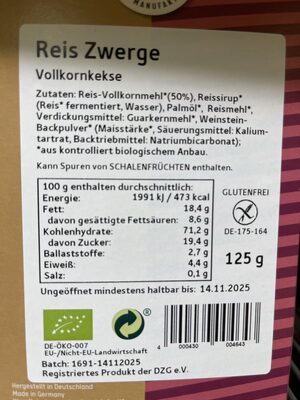 MANUFAKT
Reis Zwerge
Vollkornkekse
Zutaten: Reis-Vollkornmehl*(50%), Reissirup*
(Reis* fermentiert, Wasser), Palmöl*, Reismehl*,
Verdickungsmittel: Guarkernmehl*, Weinstein-
Backpulver* (Maisstärke*, Säuerungsmittel: Kalium-
tartrat, Backtriebmittel: Natriumbicarbonat);
*aus kontrolliert biologischem Anbau.
Kann Spuren von SCHALENFRÜCHTEN enthalten.
100 g enthalten durchschnittlich:
Energie: 1991 kJ / 473 kcal
Fett: 18,4 g
davon gesättigte Fettsäuren: 8,6 g
Kohlenhydrate: 71,2 g
davon Zucker: 19,4 g
Ballaststoffe: 2,7 g
Eiweiß: 4,4 g
Salz: 0,1 g
GLUTENFREI
DE-175-164
125 g
Ungeöffnet mindestens haltbar bis: 14.11.2025
DE-ÖKO-007
EU-/Nicht-EU-Landwirtschaft
4 000430 004643
Batch: 1691-14112025
Registriertes Produkt der DZG e.V.
Hergestellt in Deutschland
Made in Germany